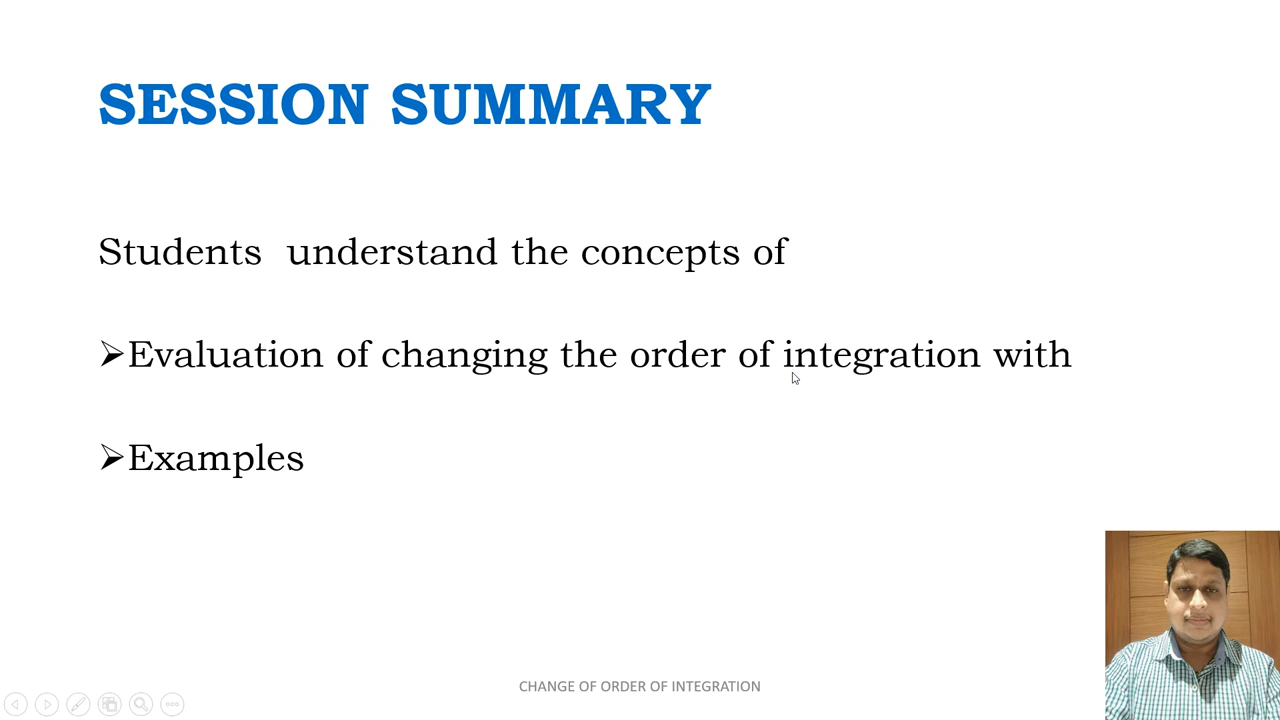 SESSION SUMMARY
Students understand the concepts of
➢Evaluation of changing the order of integration with
➢Examples
CHANGE OF ORDER OF INTEGRATION